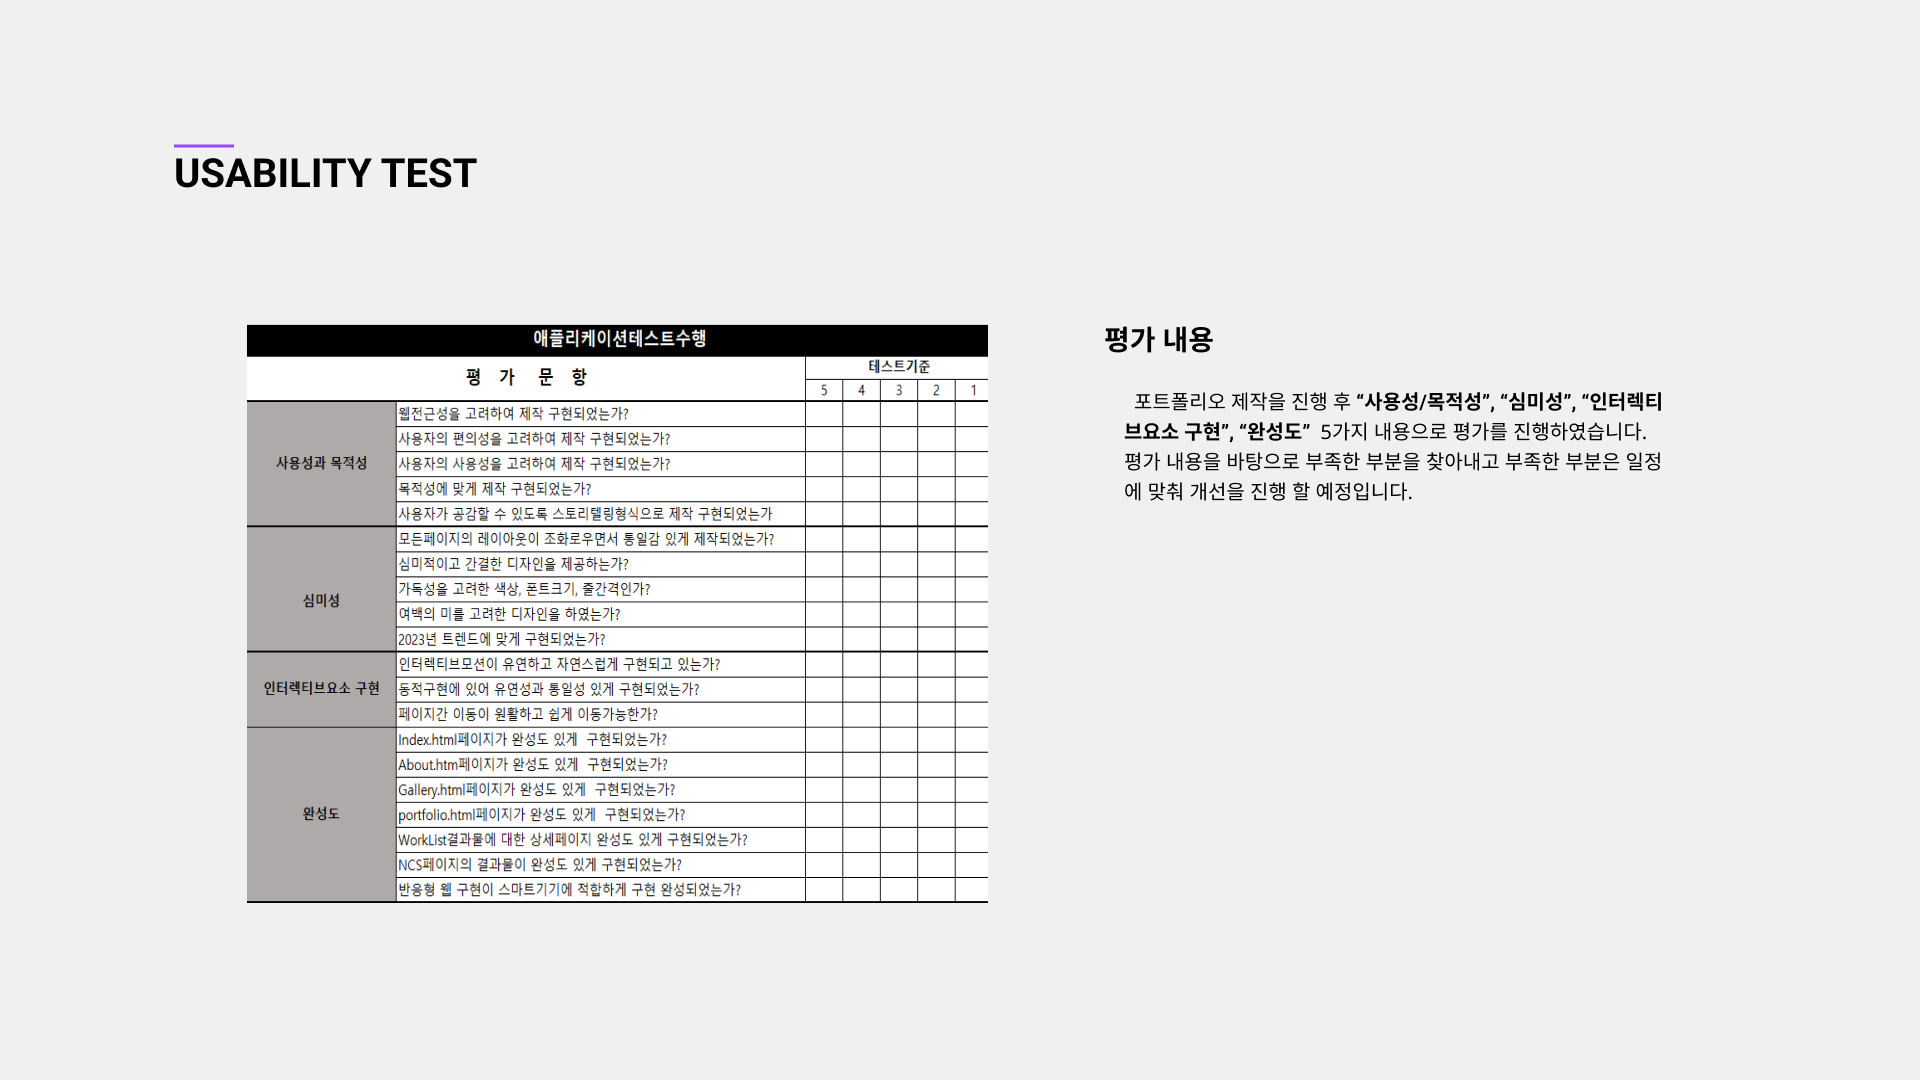 USABILITY TEST
애플리케이션테스트수행
평 가 문 항
테스트기준
5 4 3 2 1
사용성과 목적성
웹전근성을 고려하여 제작 구현되었는가?
사용자의 편의성을 고려하여 제작 구현되었는가?
사용자의 사용성을 고려하여 제작 구현되었는가?
목적성에 맞게 제작 구현되었는가?
사용자가 공감할 수 있도록 스토리텔링형식으로 제작 구현되었는가
심미성
모든페이지의 레이아웃이 조화로우면서 통일감 있게 제작되었는가?
심미적이고 간결한 디자인을 제공하는가?
가독성을 고려한 색상, 폰트크기, 줄간격인가?
여백의 미를 고려한 디자인을 하였는가?
2023년 트렌드에 맞게 구현되었는가?
인터렉티브요소 구현
인터렉티브모션이 유연하고 자연스럽게 구현되고 있는가?
동적구현에 있어 유연성과 통일성 있게 구현되었는가?
페이지간 이동이 원활하고 쉽게 이동가능한가?
완성도
Index.html페이지가 완성도 있게 구현되었는가?
About.htm페이지가 완성도 있게 구현되었는가?
Gallery.html페이지가 완성도 있게 구현되었는가?
portfolio.html페이지가 완성도 있게 구현되었는가?
WorkList결과물에 대한 상세페이지 완성도 있게 구현되었는가?
NCS페이지의 결과물이 완성도 있게 구현되었는가?
반응형 웹 구현이 스마트기기에 적합하게 구현 완성되었는가?
평가 내용
포트폴리오 제작을 진행 후 “사용성/목적성”, “심미성”, “인터렉티
브요소 구현”, “완성도” 5가지 내용으로 평가를 진행하였습니다.
평가 내용을 바탕으로 부족한 부분을 찾아내고 부족한 부분은 일정
에 맞춰 개선을 진행 할 예정입니다.